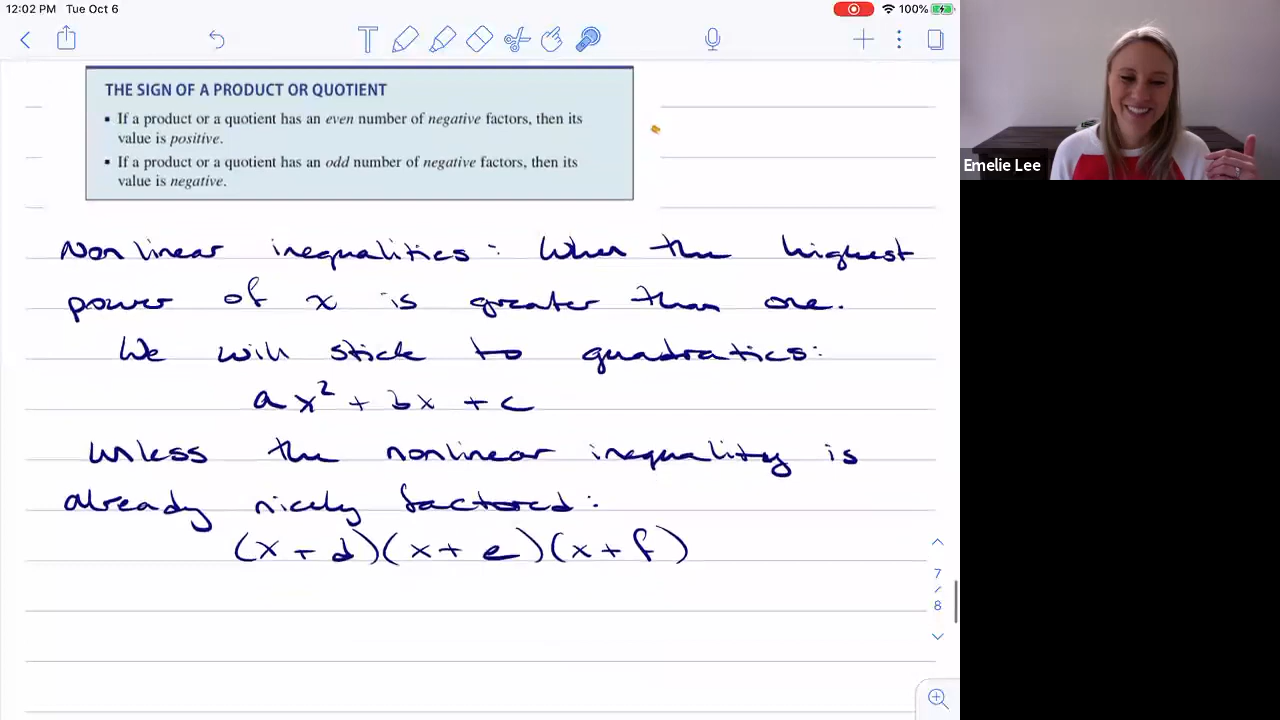 12:02 PM Tue Oct 6
100%
THE SIGN OF A PRODUCT OR QUOTIENT
▪ If a product or a quotient has an even number of negative factors, then its
value is positive.
▪ If a product or a quotient has an odd number of negative factors, then its
value is negative.
Emelie Lee
Nonlinear inequalities: When the highest
power of x is greater than one.
We will stick to quadratics:
ax² + bx + c
unless the nonlinear inequality is
already nicely factored:
(x + d)(x + e)(x + f)
7
/
8